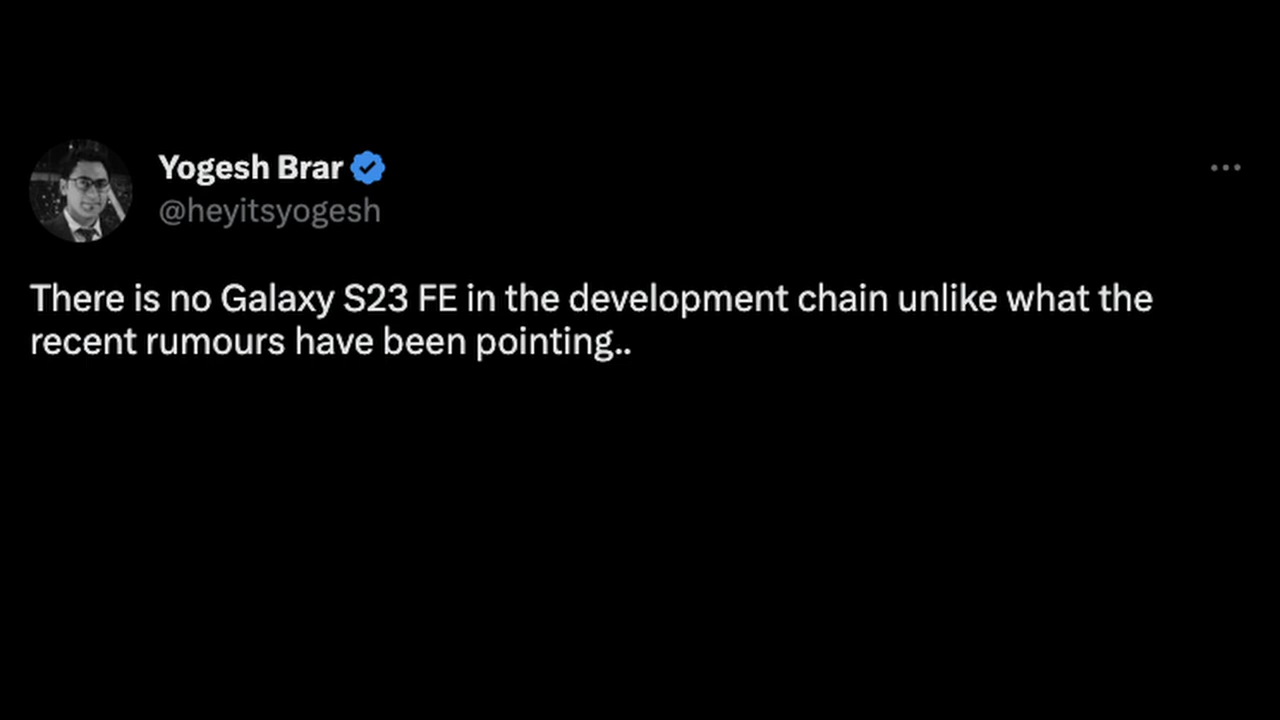 Yogesh Brar
@heyitsyogesh
There is no Galaxy S23 FE in the development chain unlike what the
recent rumours have been pointing..